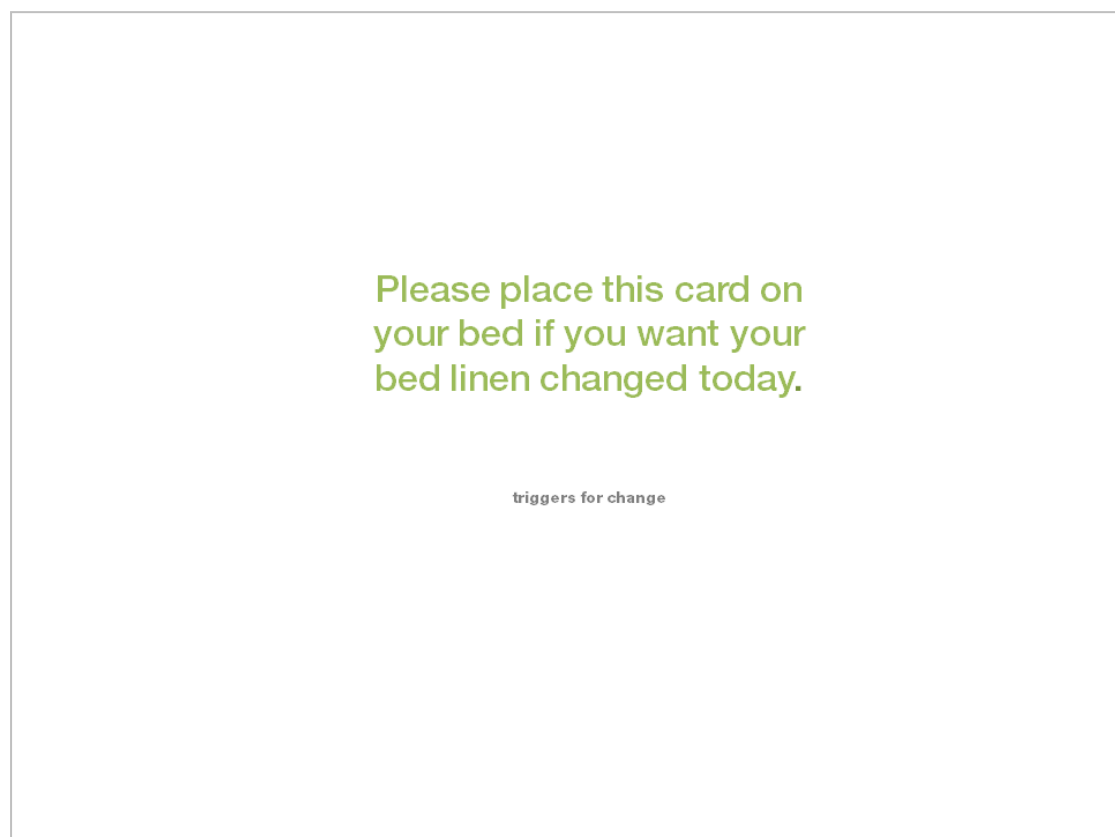 Please place this card on
your bed if you want your
bed linen changed today.
triggers for change